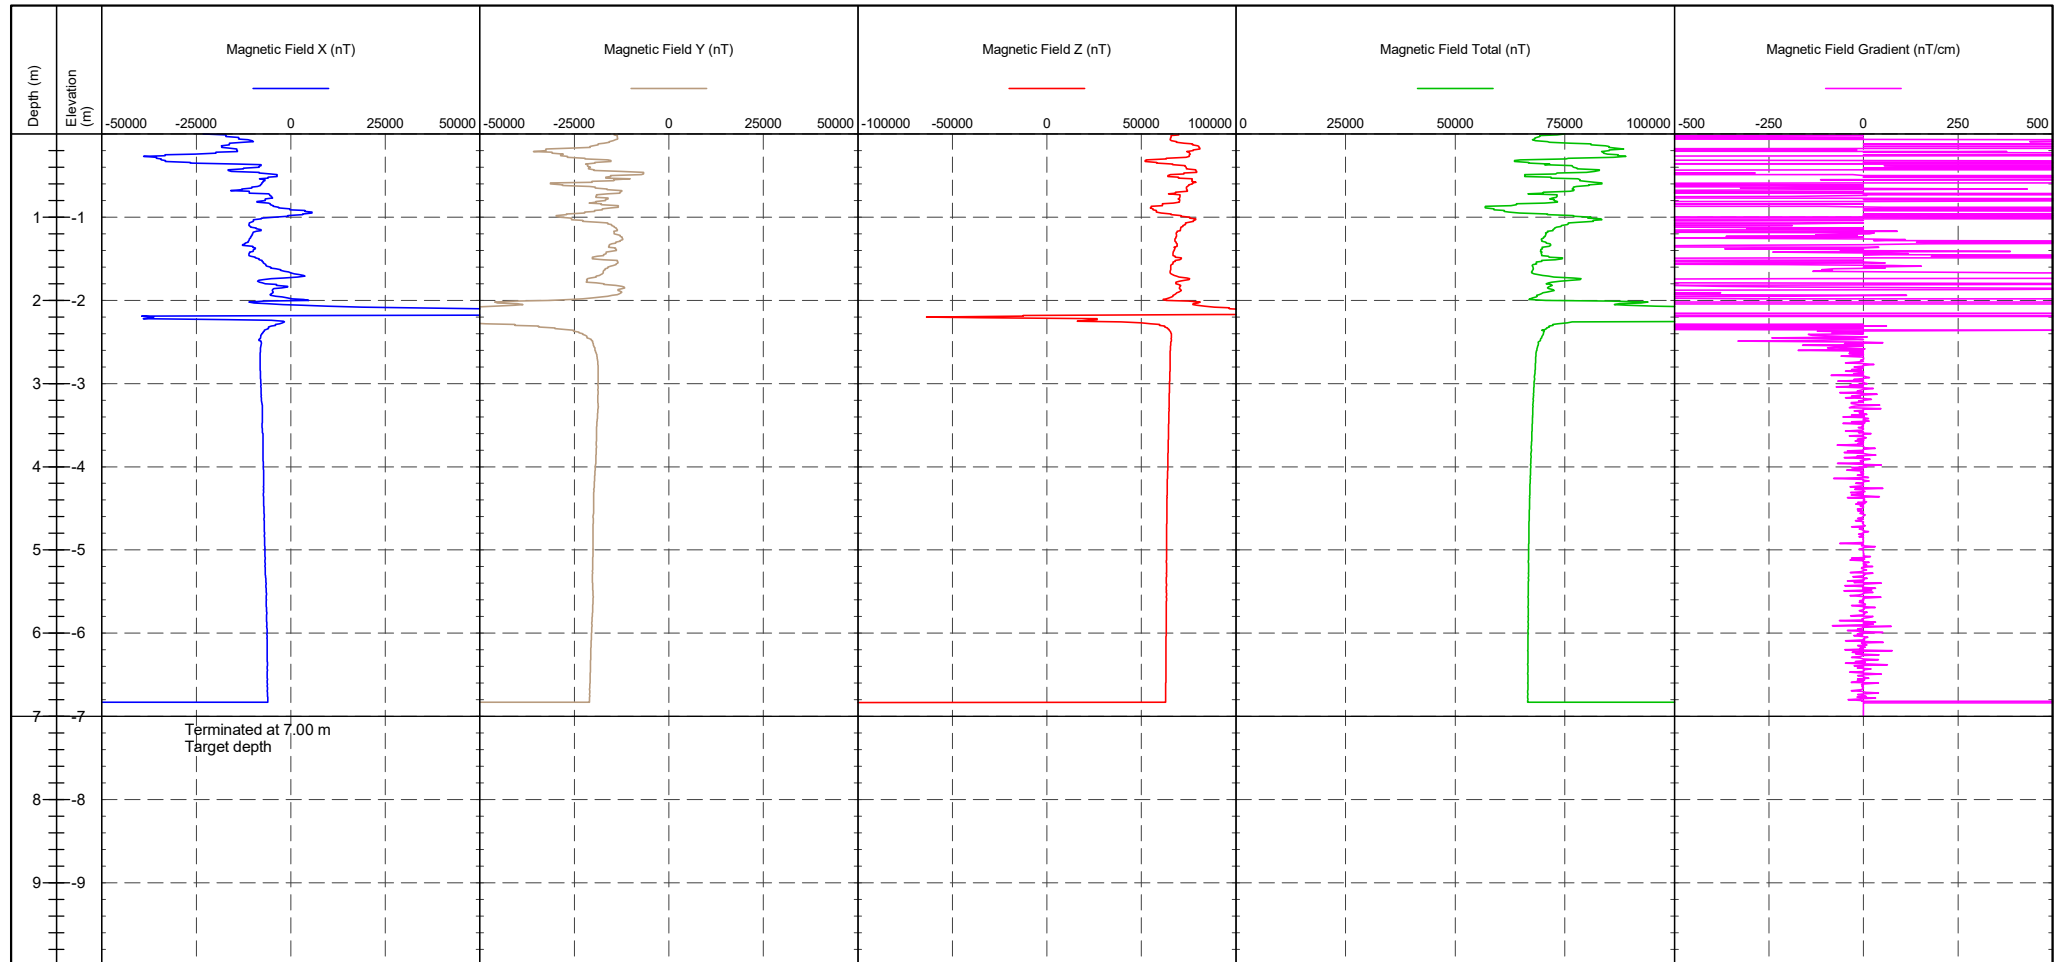 Magnetic Field X (nT)
Magnetic Field Y (nT)
Magnetic Field Z (nT)
Magnetic Field Total (nT)
Magnetic Field Gradient (nT/cm)
Depth (m)
Elevation
(m)
-50000 -25000 0 25000 50000
-50000 -25000 0 25000 50000
-100000 -50000 0 50000 100000
0 25000 50000 75000 100000
-500 -250 0 250 500
1 -1
2 -2
3 -3
4 -4
5 -5
6 -6
7 -7
Terminated at 7.00 m
Target depth
8 -8
9 -9